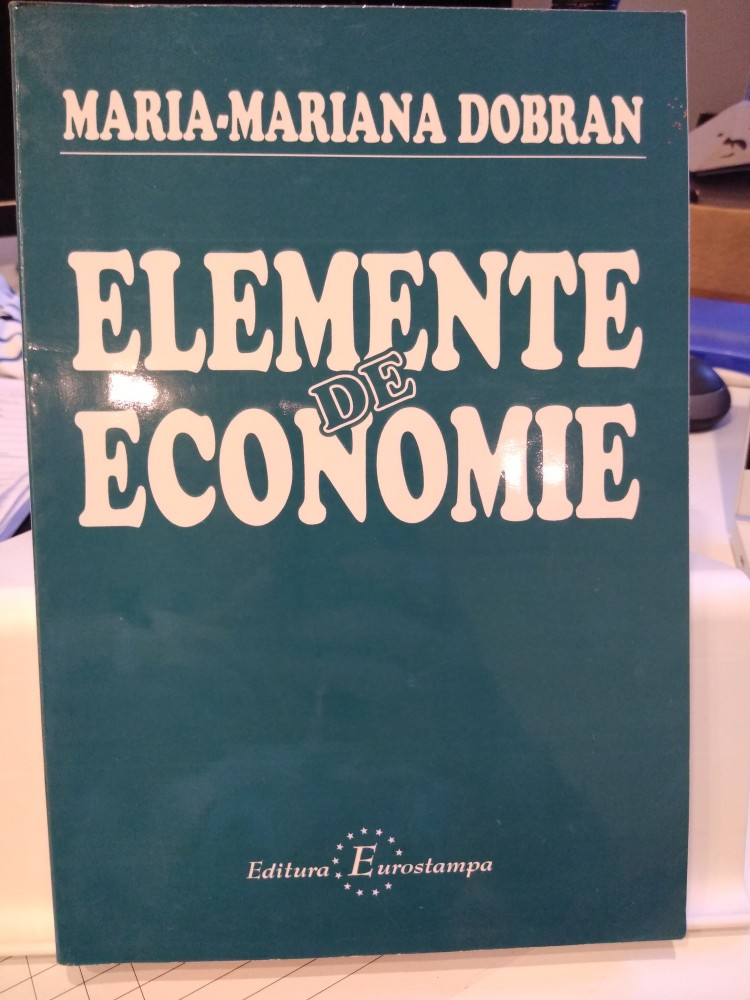 MARIA-MARIANA DOBRAN
ELEMENTE
DE
ECONOMIE
Editura Eurostampa